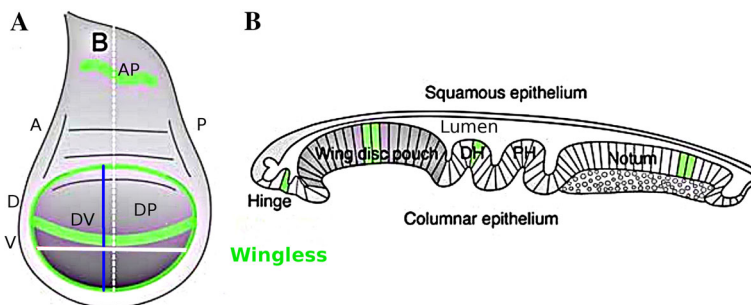 A
B
B
AP
A
P
Squamous epithelium
Lumen
Wing disc pouch
DH
PH
Notum
D
DV
DP
Hinge
Columnar epithelium
V
Wingless